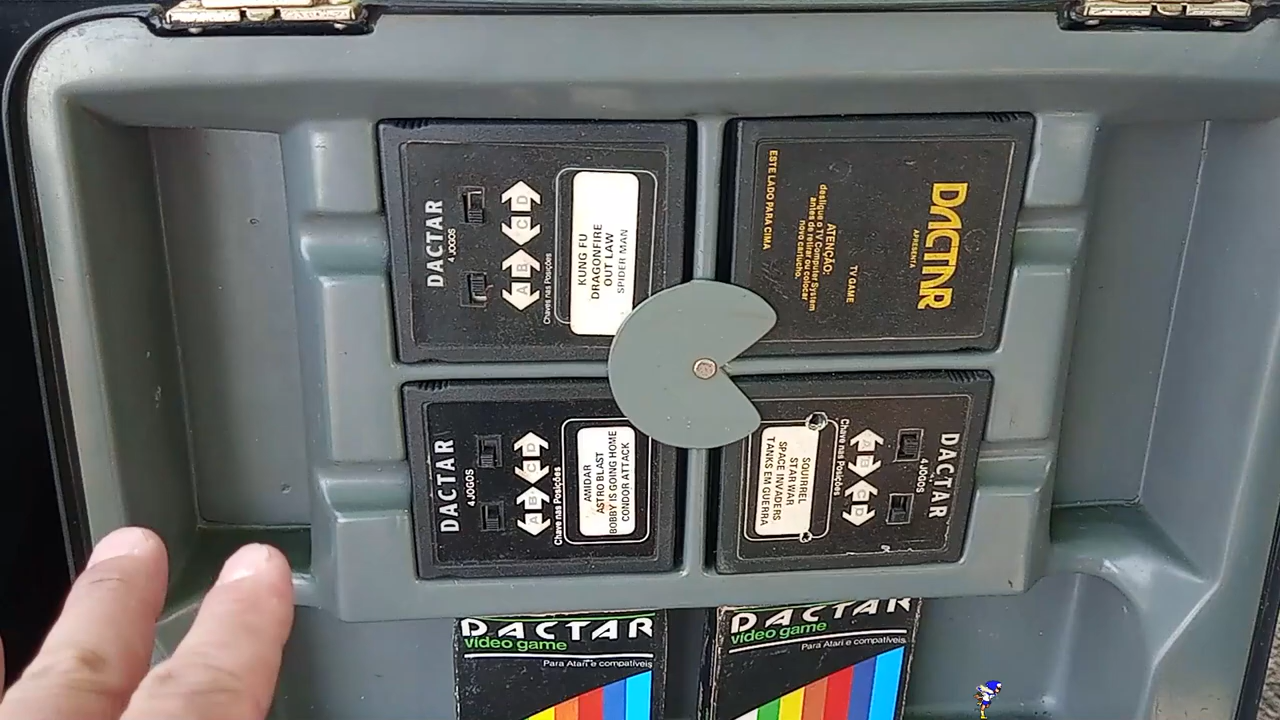 DACTAR
4 JOGOS
A B C D
Chaves nas Posições
KUNG FU
DRAGONFIRE
OUT LAW
SPIDER MAN
DACTAR
APRESENTA
TV GAME
ATENÇÃO:
desligue o TV Computer System
antes de retirar ou colocar
novo cartucho.
ESTE LADO PARA CIMA
DACTAR
4 JOGOS
A B C D
Chave nas Posições
AMIDAR
ASTRO BLAST
BOBBY IS GOING HOME
CONDOR ATTACK
DACTAR
4 JOGOS
A B C D
Chave nas Posições
SQUIRREL
STAR WAR
SPACE INVADERS
TANKS EM GUERRA
DACTAR
vídeo game
Para Atari e compatíveis
DACTAR
vídeo game
Para Atari e compatíveis